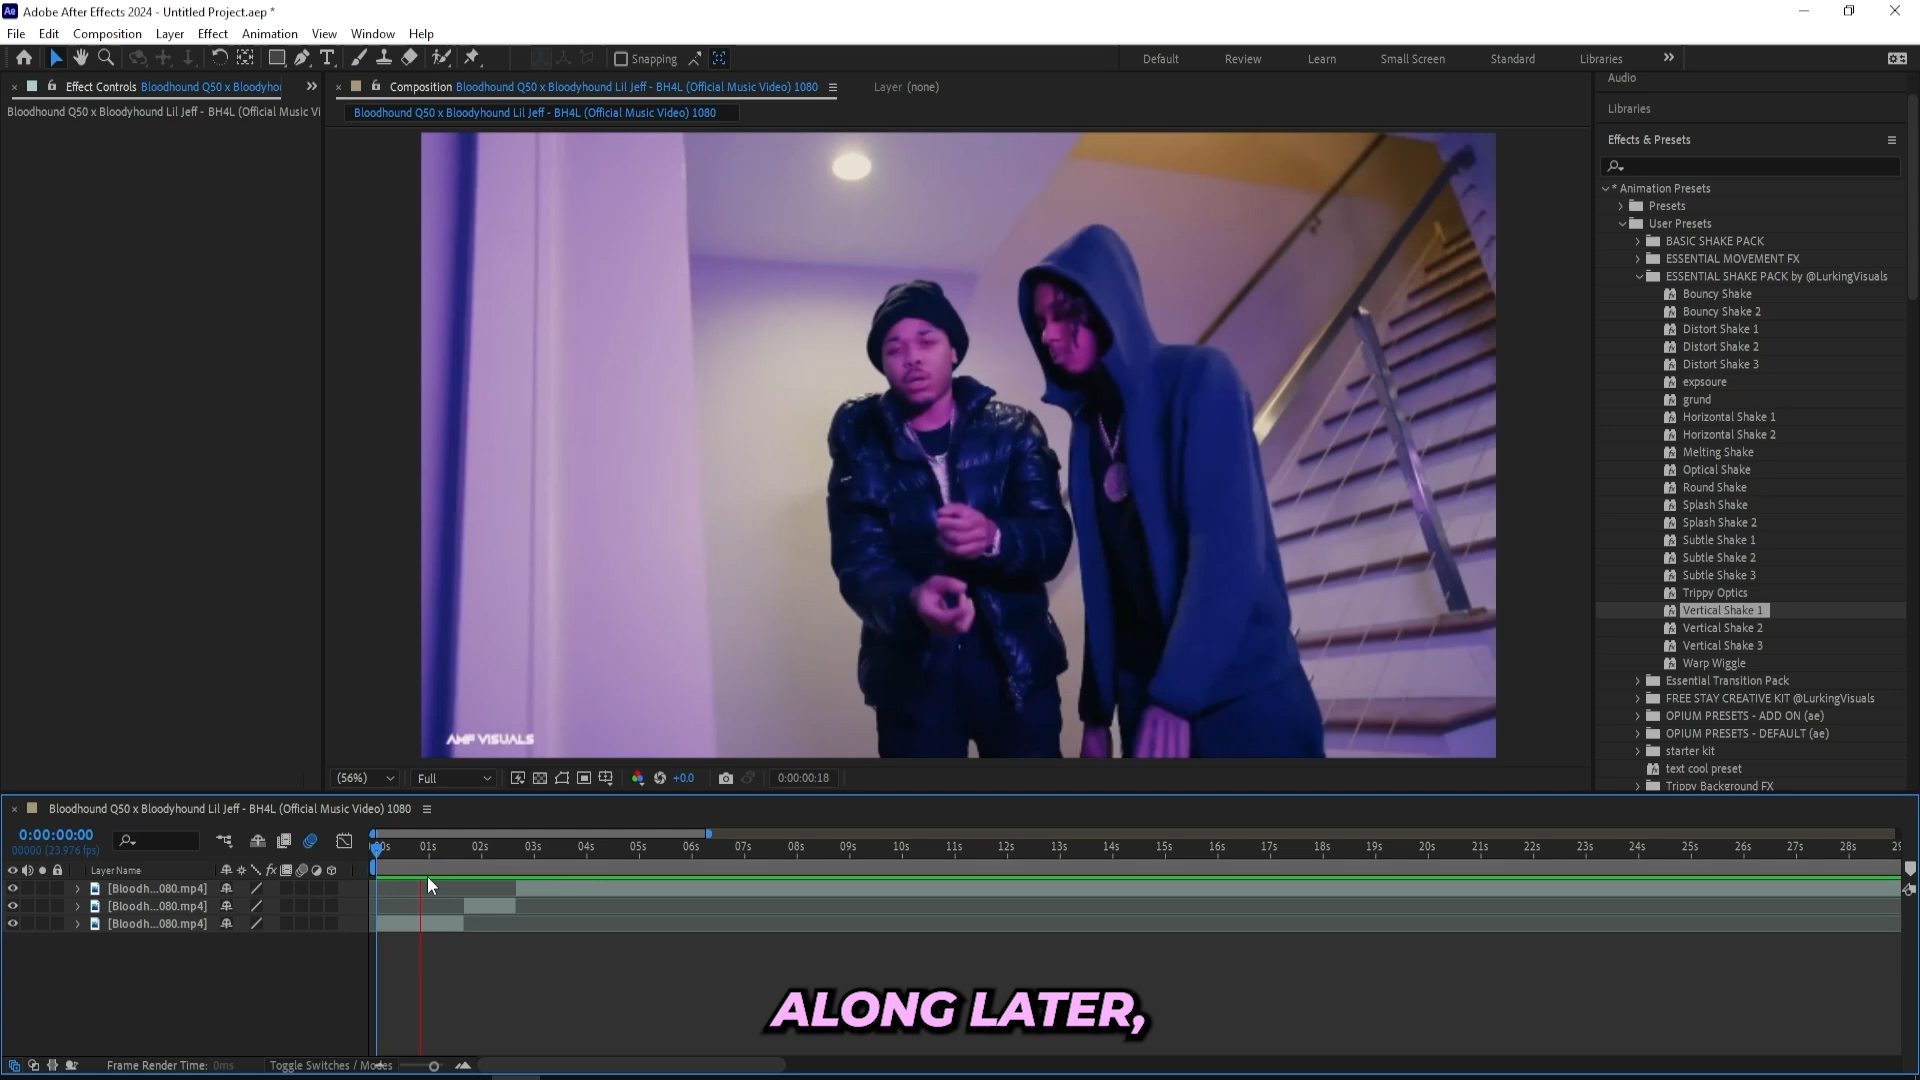 Adobe After Effects 2024 - Untitled Project.aep *
File Edit Composition Layer Effect Animation View Window Help
Snapping
Default Review Learn Small Screen Standard Libraries
Effect Controls Bloodhound Q50 x Bloodyhou
Bloodhound Q50 x Bloodyhound Lil Jeff - BH4L (Official Music Vi
Composition Bloodhound Q50 x Bloodyhound Lil Jeff - BH4L (Official Music Video) 1080
Layer (none)
Bloodhound Q50 x Bloodyhound Lil Jeff - BH4L (Official Music Video) 1080
AMF VISUALS
(56%) Full +0.0 0:00:00:18
Audio
Libraries
Effects & Presets
* Animation Presets
Presets
User Presets
BASIC SHAKE PACK
ESSENTIAL MOVEMENT FX
ESSENTIAL SHAKE PACK by @LurkingVisuals
Bouncy Shake
Bouncy Shake 2
Distort Shake 1
Distort Shake 2
Distort Shake 3
expsoure
grund
Horizontal Shake 1
Horizontal Shake 2
Melting Shake
Optical Shake
Round Shake
Splash Shake
Splash Shake 2
Subtle Shake 1
Subtle Shake 2
Subtle Shake 3
Trippy Optics
Vertical Shake 1
Vertical Shake 2
Vertical Shake 3
Warp Wiggle
Essential Transition Pack
FREE STAY CREATIVE KIT @LurkingVisuals
OPIUM PRESETS - ADD ON (ae)
OPIUM PRESETS - DEFAULT (ae)
starter kit
text cool preset
Trippy Background FX
Bloodhound Q50 x Bloodyhound Lil Jeff - BH4L (Official Music Video) 1080
0:00:00:00
00000 (23.976 fps)
:00s 01s 02s 03s 04s 05s 06s 07s 08s 09s 10s 11s 12s 13s 14s 15s 16s 17s 18s 19s 20s 21s 22s 23s 24s 25s 26s 27s 28s 29
Layer Name
[Bloodh...080.mp4]
[Bloodh...080.mp4]
[Bloodh...080.mp4]
ALONG LATER,
Frame Render Time: 0ms Toggle Switches / Modes